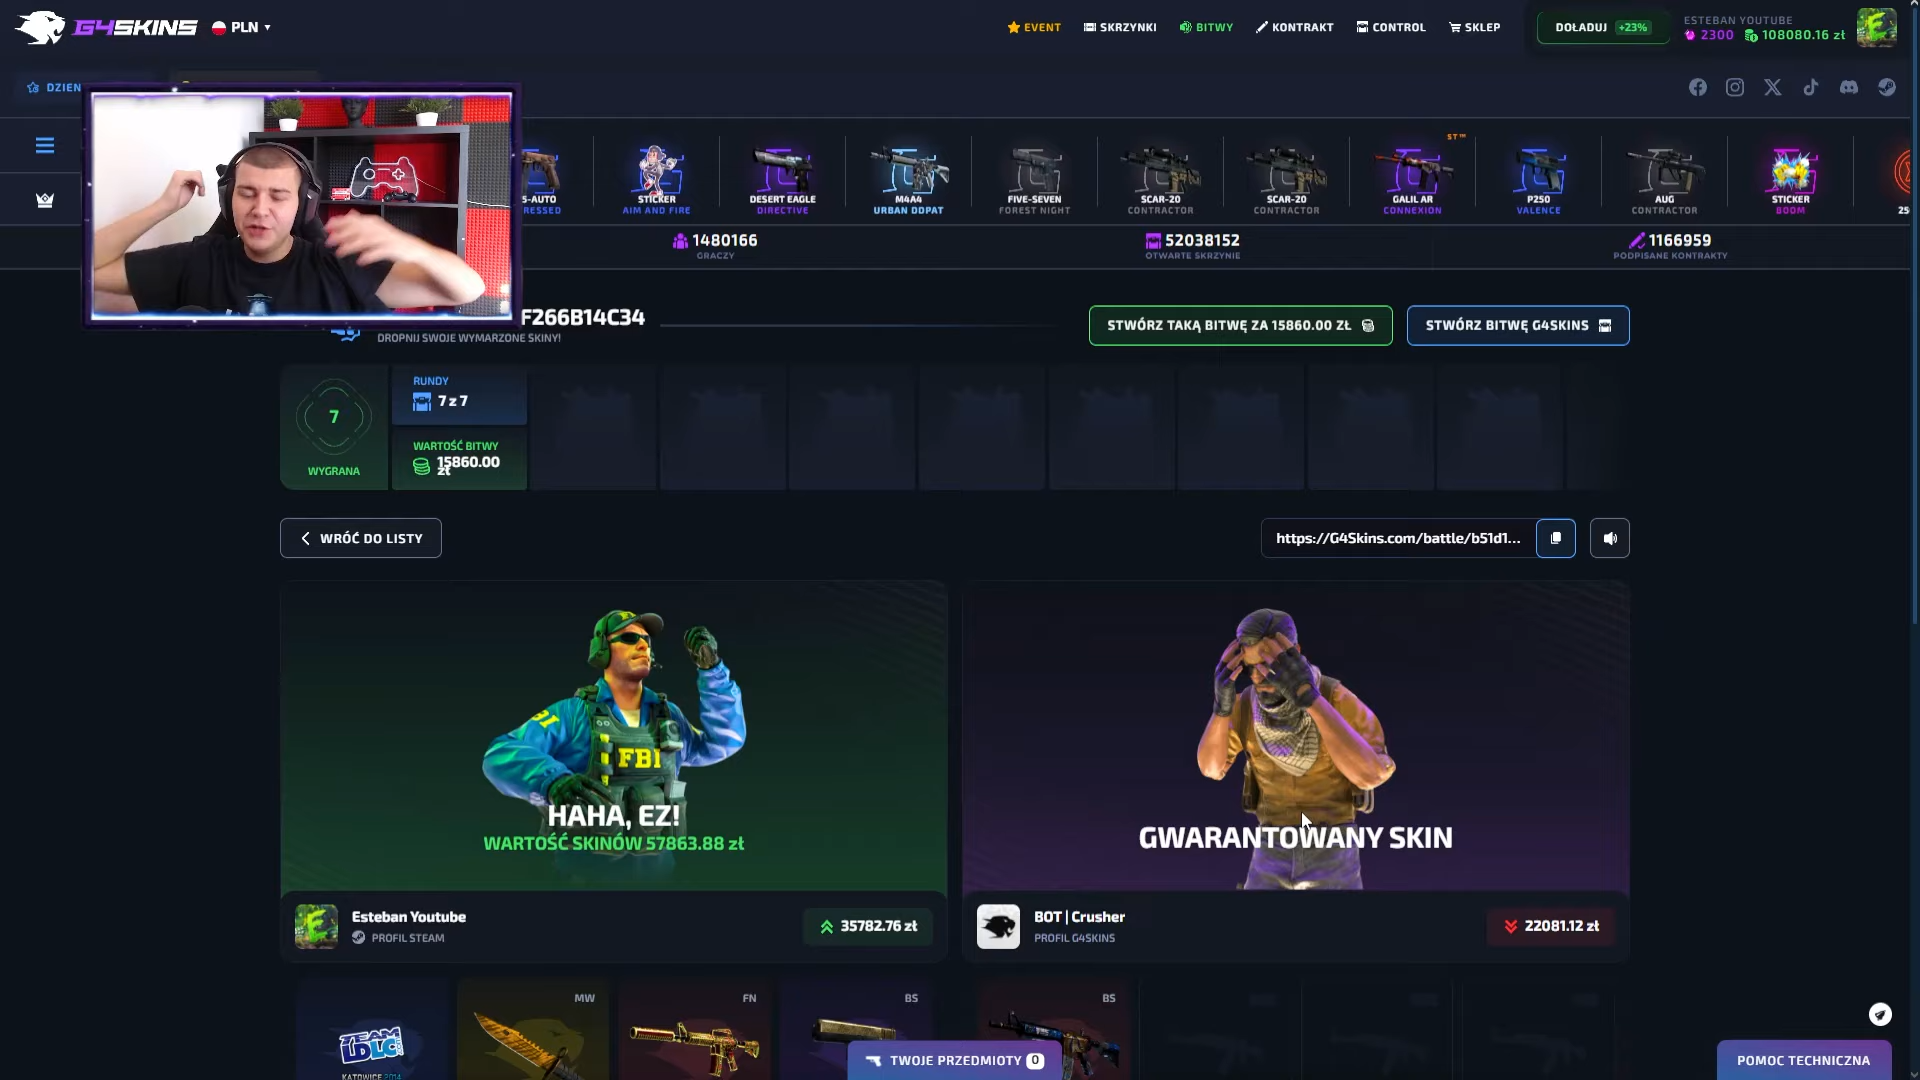 G4SKINS
PLN
EVENT
SKRZYNKI
BITWY
KONTRAKT
CONTROL
SKLEP
DOŁADUJ +23%
ESTEBAN YOUTUBE
2300 108080.16 zł
DZIEN
STICKER
AIM AND FIRE
DESERT EAGLE
DIRECTIVE
M4A4
URBAN DDPAT
FIVE-SEVEN
FOREST NIGHT
SCAR-20
CONTRACTOR
SCAR-20
CONTRACTOR
ST™
GALIL AR
CONNEXION
P250
VALENCE
AUG
CONTRACTOR
STICKER
BOOM
1480166
GRACZY
52038152
OTWARTE SKRZYNIE
1166959
PODPISANE KONTRAKTY
F266B14C34
DROPNIJ SWOJE WYMARZONE SKINY!
STWÓRZ TAKĄ BITWĘ ZA 15860.00 ZŁ
STWÓRZ BITWĘ G4SKINS
7
WYGRANA
RUNDY
7 z 7
WARTOŚĆ BITWY
15860.00
zł
WRÓĆ DO LISTY
https://G4Skins.com/battle/b51d1...
FBI
HAHA, EZ!
WARTOŚĆ SKINÓW 57863.88 zł
GWARANTOWANY SKIN
Esteban Youtube
PROFIL STEAM
35782.76 zł
BOT | Crusher
PROFIL G4SKINS
22081.12 zł
TEAM
LDLC
KATOWICE 2014
MW
FN
BS
BS
TWOJE PRZEDMIOTY 0
POMOC TECHNICZNA